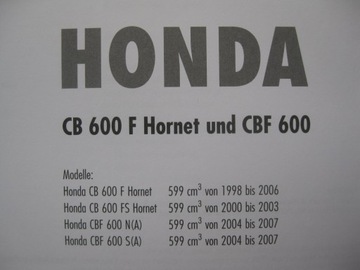 HONDA
CB 600 F Hornet und CBF 600
Modelle:
Honda CB 600 F Hornet 599 cm³ von 1998 bis 2006
Honda CB 600 FS Hornet 599 cm³ von 2000 bis 2003
Honda CBF 600 N(A) 599 cm³ von 2004 bis 2007
Honda CBF 600 S(A) 599 cm³ von 2004 bis 2007